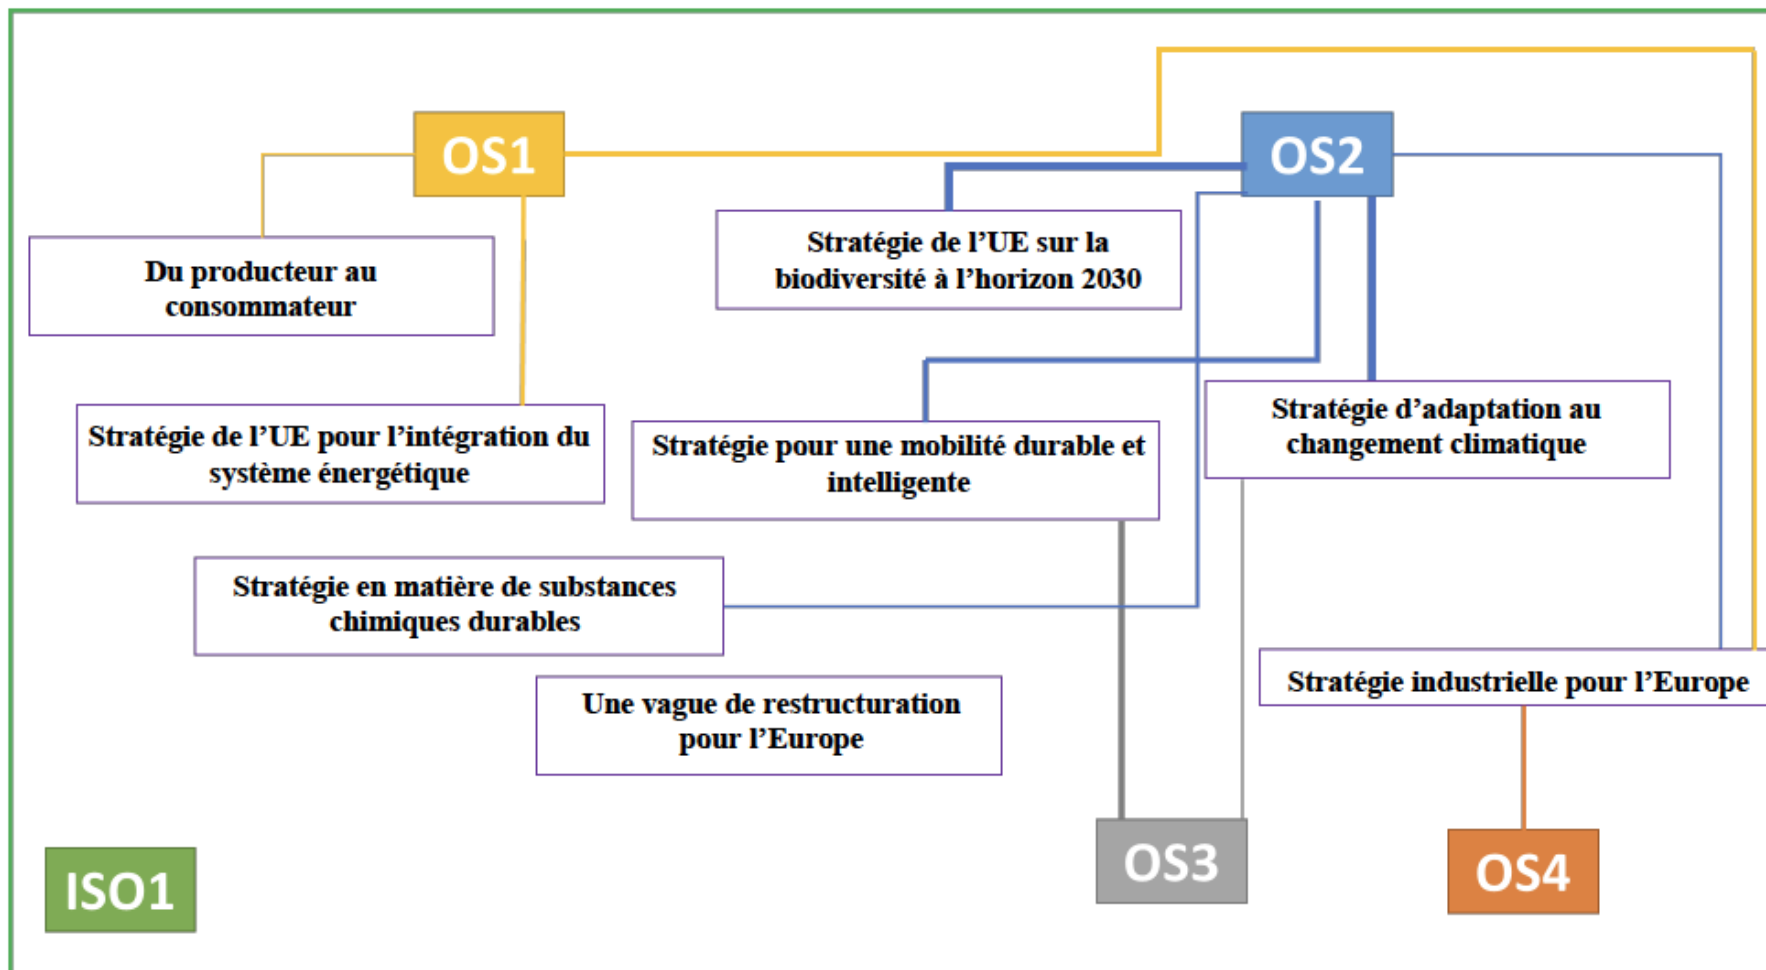 OS1
OS2
Stratégie de l’UE sur la
biodiversité à l’horizon 2030
Du producteur au
consommateur
Stratégie d’adaptation au
changement climatique
Stratégie de l’UE pour l’intégration du
système énergétique
Stratégie pour une mobilité durable et
intelligente
Stratégie en matière de substances
chimiques durables
Stratégie industrielle pour l’Europe
Une vague de restructuration
pour l’Europe
ISO1
OS3
OS4